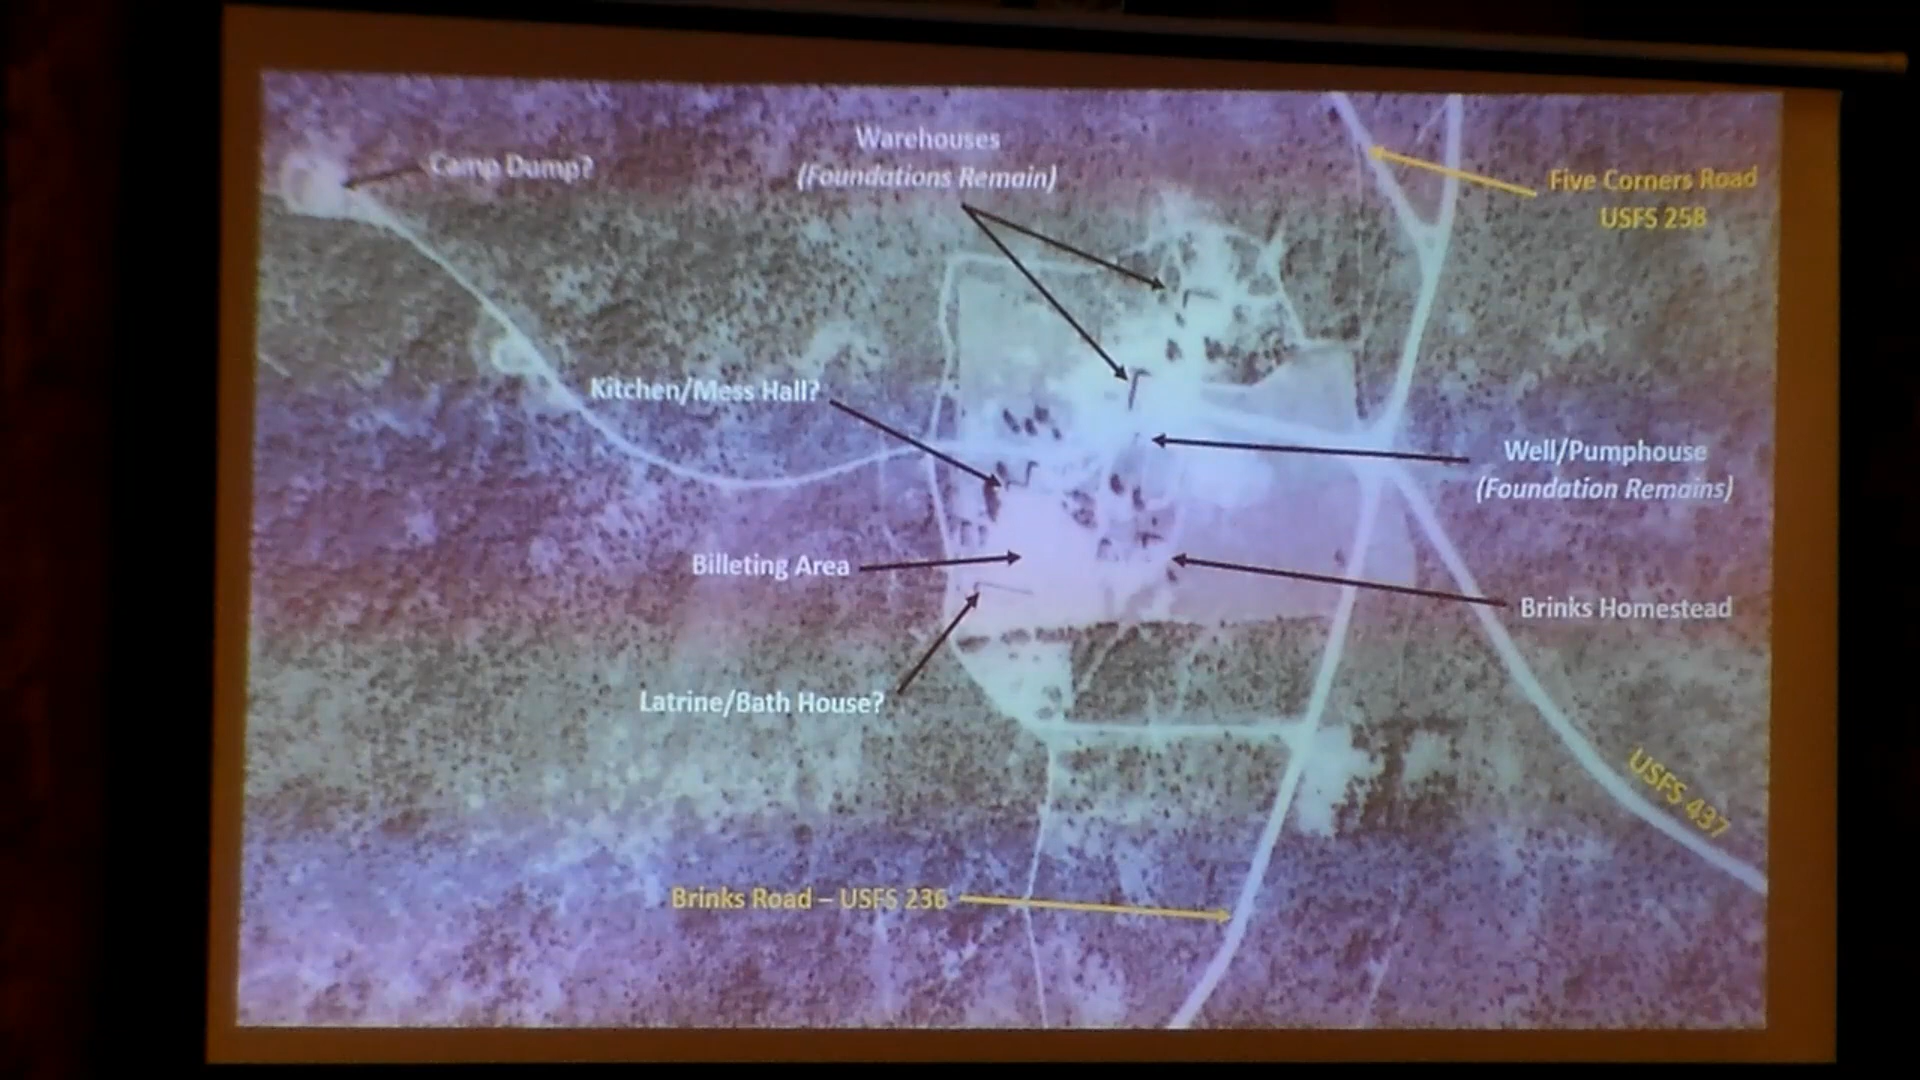 Camp Dump?
Warehouses
(Foundations Remain)
Five Corners Road
USFS 258
Kitchen/Mess Hall?
Well/Pumphouse
(Foundation Remains)
Billeting Area
Brinks Homestead
Latrine/Bath House?
USFS 437
Brinks Road – USFS 236